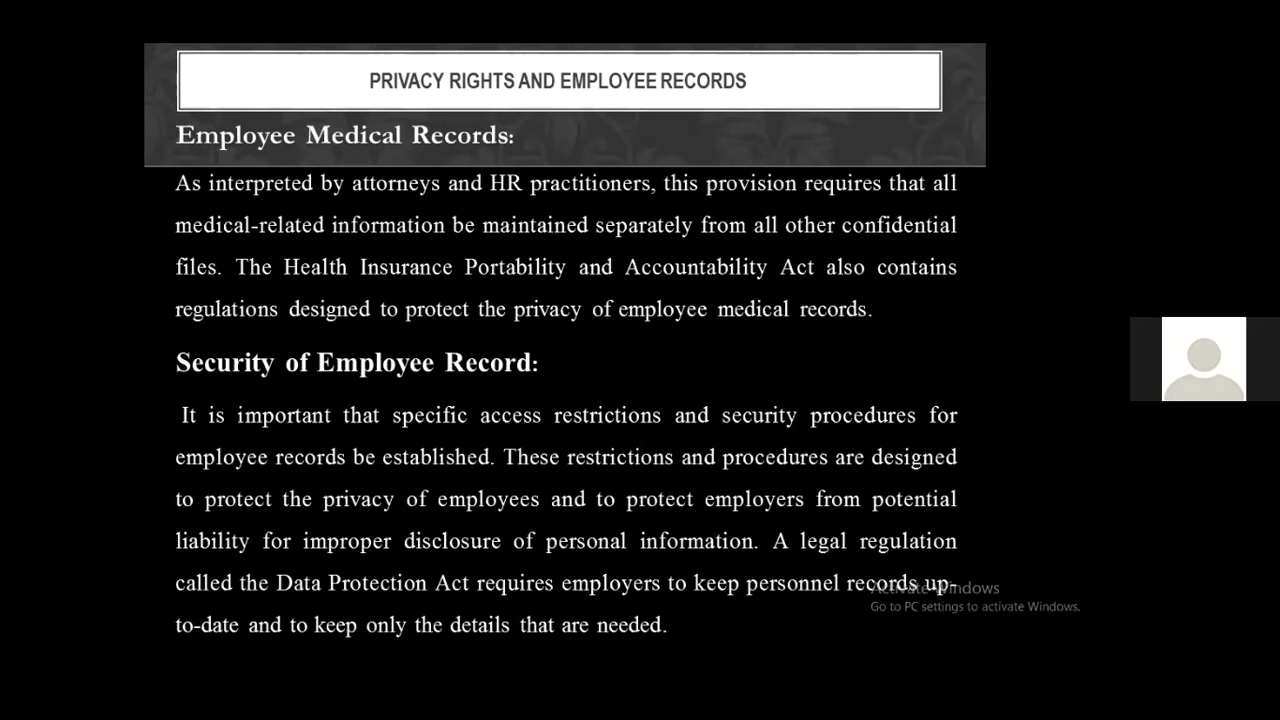 PRIVACY RIGHTS AND EMPLOYEE RECORDS
Employee Medical Records:
As interpreted by attorneys and HR practitioners, this provision requires that all
medical-related information be maintained separately from all other confidential
files. The Health Insurance Portability and Accountability Act also contains
regulations designed to protect the privacy of employee medical records.
Security of Employee Record:
It is important that specific access restrictions and security procedures for
employee records be established. These restrictions and procedures are designed
to protect the privacy of employees and to protect employers from potential
liability for improper disclosure of personal information. A legal regulation
called the Data Protection Act requires employers to keep personnel records up-
to-date and to keep only the details that are needed.
Activate Windows
Go to PC settings to activate Windows.